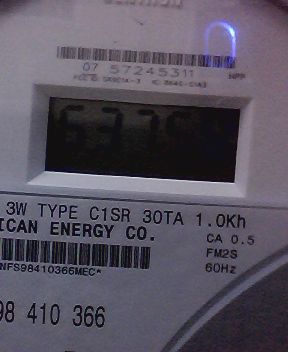 07 57245311
637
3W TYPE C1SR 30TA 1.0Kh
ICAN ENERGY CO.
CA 0.5
FM2S
60Hz
NFS98410366MEC*
98 410 366